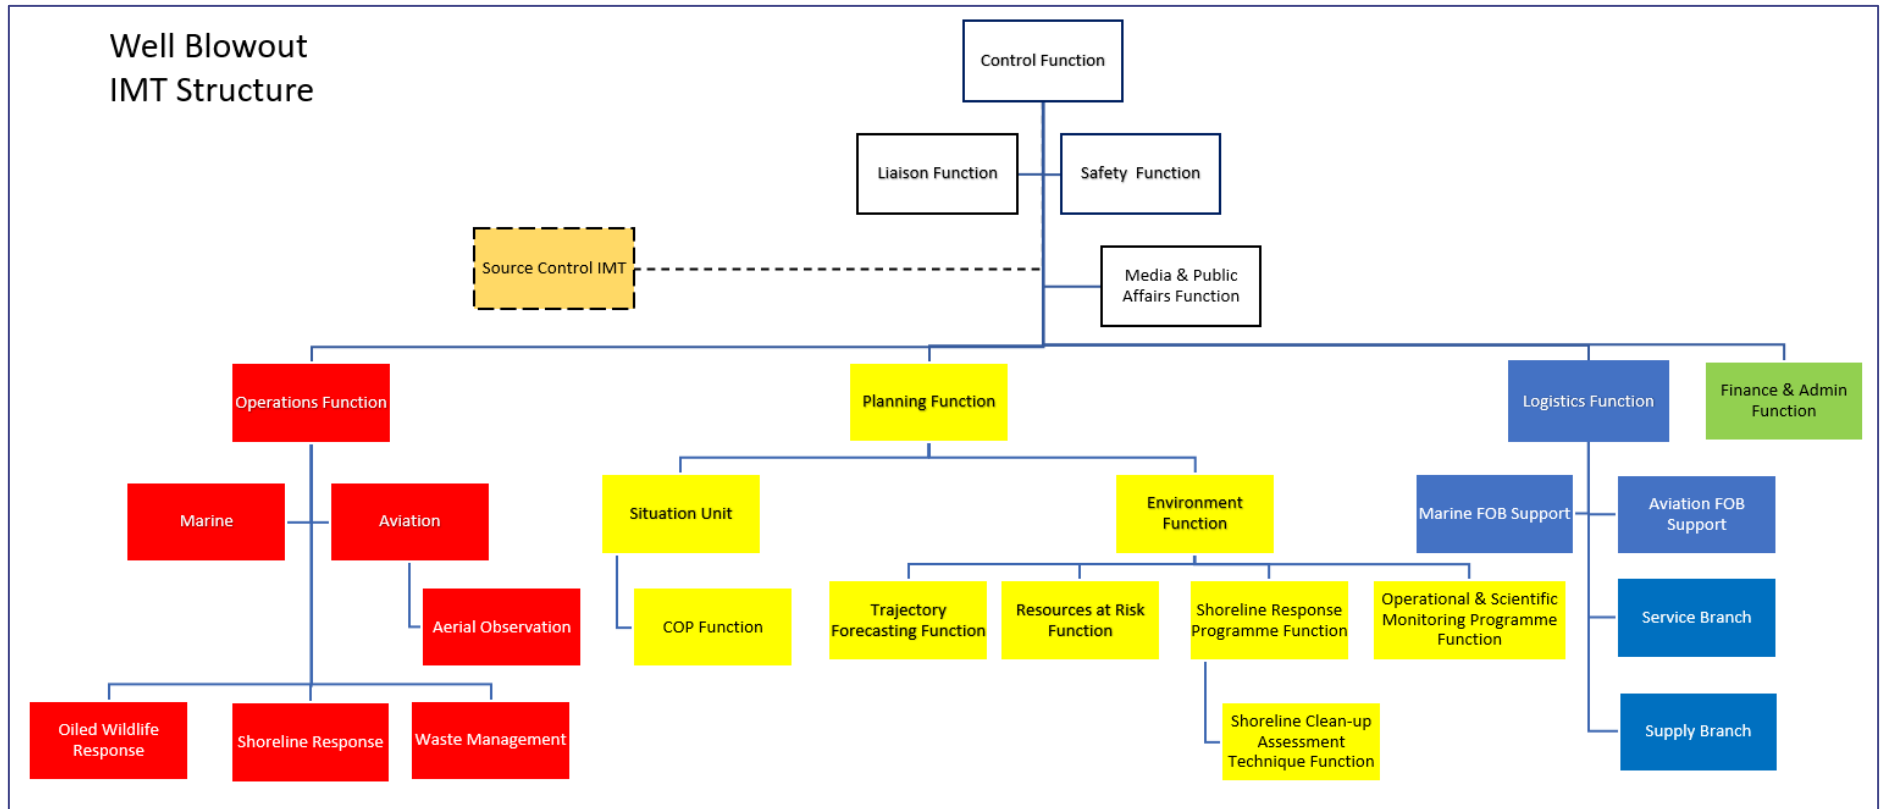 Well Blowout
IMT Structure
Control Function
Liaison Function
Safety Function
Source Control IMT
Media & Public
Affairs Function
Operations Function
Planning Function
Logistics Function
Finance & Admin
Function
Marine
Aviation
Situation Unit
Environment
Function
Marine FOB Support
Aviation FOB
Support
Aerial Observation
COP Function
Trajectory
Forecasting Function
Resources at Risk
Function
Shoreline Response
Programme Function
Operational & Scientific
Monitoring Programme
Function
Service Branch
Oiled Wildlife
Response
Shoreline Response
Waste Management
Shoreline Clean-up
Assessment
Technique Function
Supply Branch